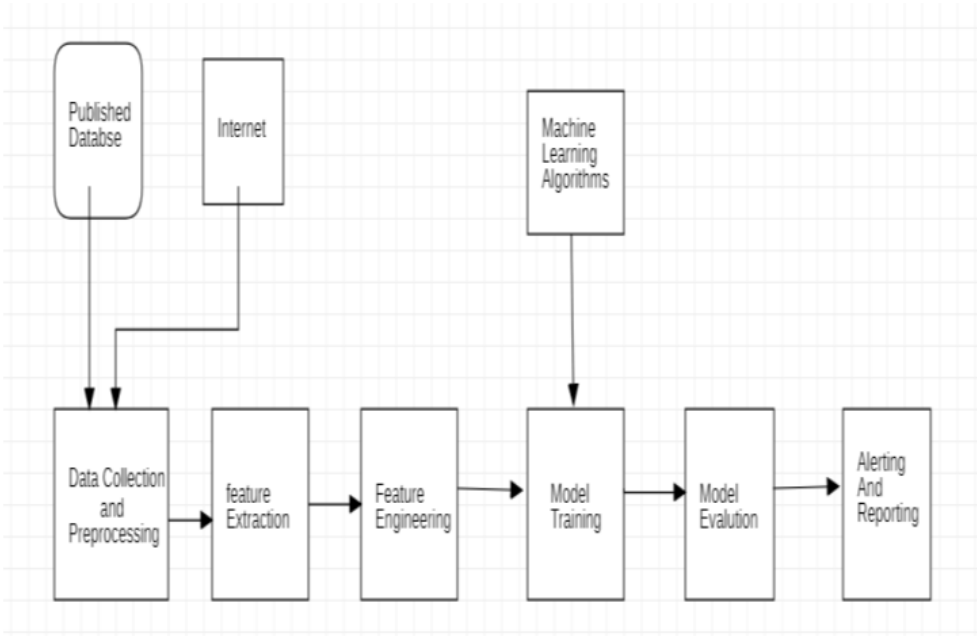 Published
Databse
Internet
Machine
Learning
Algorithms
Data Collection
and
Preprocessing
feature
Extraction
Feature
Engineering
Model
Training
Model
Evalution
Alerting
And
Reporting